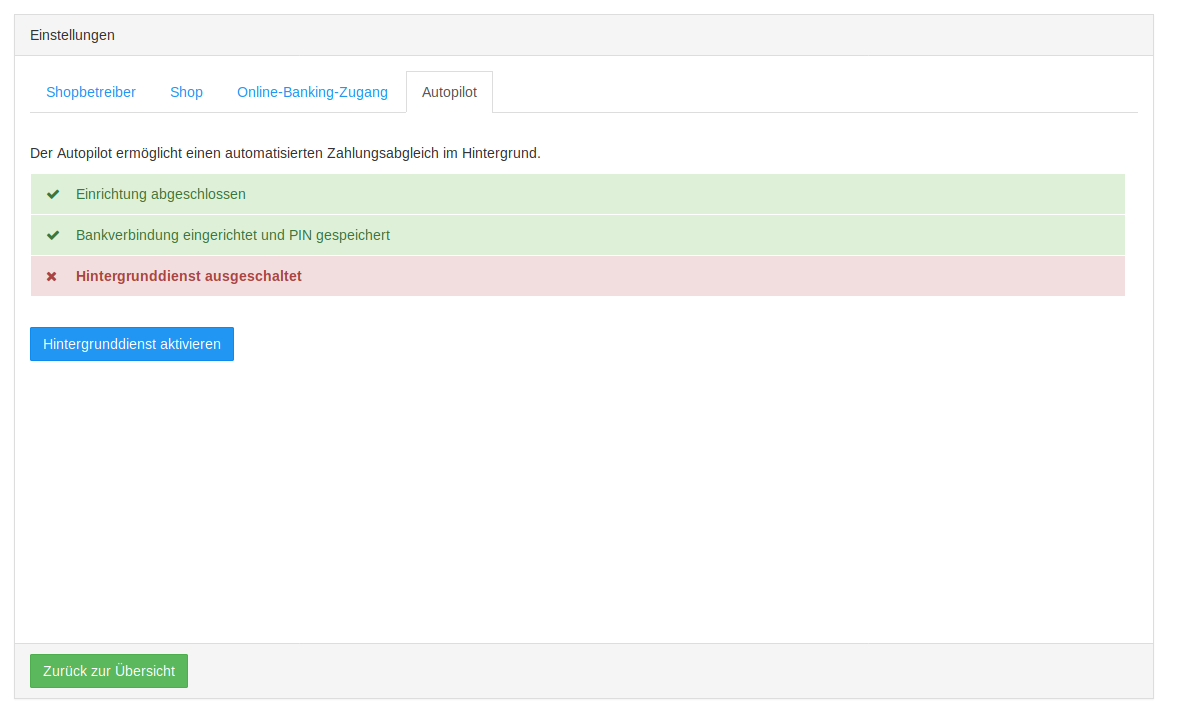 Einstellungen
Shopbetreiber Shop Online-Banking-Zugang Autopilot
Der Autopilot ermöglicht einen automatisierten Zahlungsabgleich im Hintergrund.
Einrichtung abgeschlossen
Bankverbindung eingerichtet und PIN gespeichert
Hintergrunddienst ausgeschaltet
Hintergrunddienst aktivieren
Zurück zur Übersicht